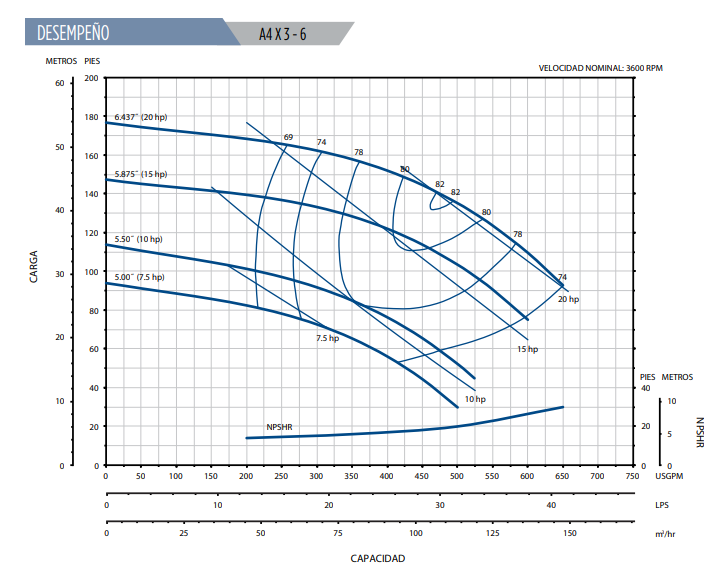 DESEMPEÑO
A4X3-6
METROS PIES
VELOCIDAD NOMINAL: 3600 RPM
60
50
40
30
20
10
0
200
180
160
140
120
100
80
60
40
20
0
6.437˝ (20 hp)
5.875˝ (15 hp)
5.50˝ (10 hp)
5.00˝ (7.5 hp)
69
74
78
80
82
82
80
78
74
20 hp
15 hp
10 hp
7.5 hp
NPSHR
CARGA
PIES METROS
40
20
0
10
5
0
NPSHR
0 50 100 150 200 250 300 350 400 450 500 550 600 650 700 750 USGPM
0 10 20 30 40 LPS
0 25 50 75 100 125 150 m³/hr
CAPACIDAD